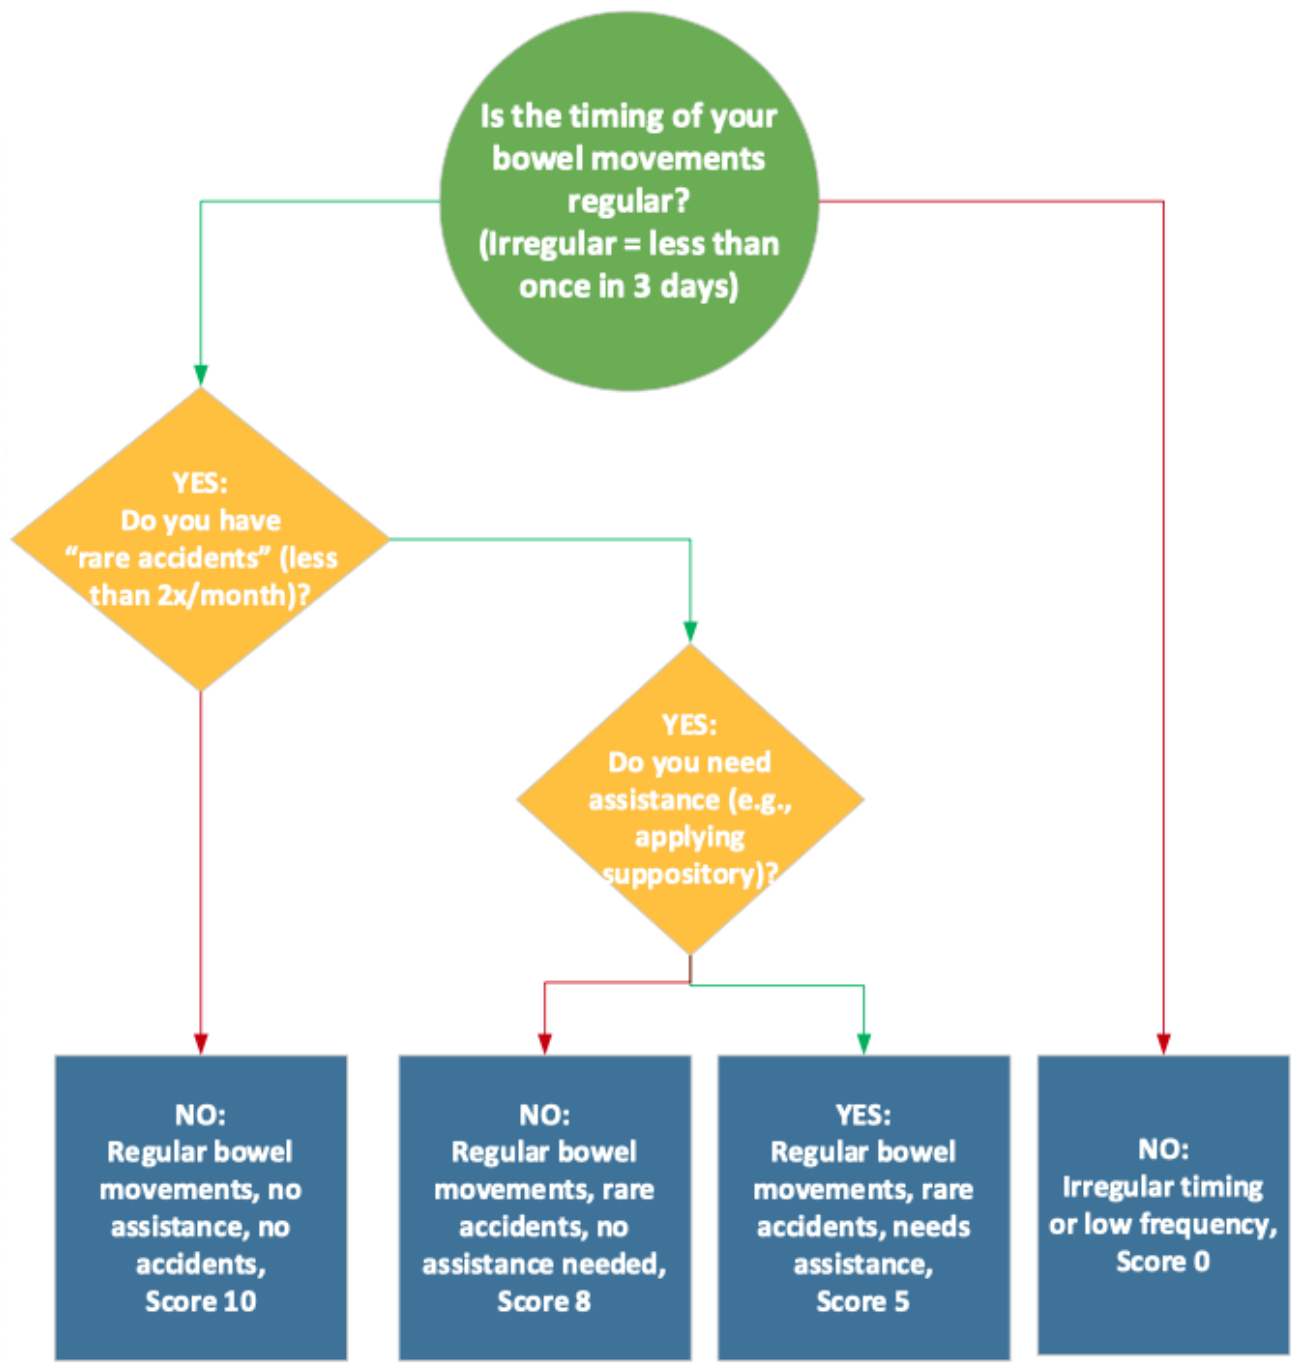 Is the timing of your
bowel movements
regular?
(Irregular = less than
once in 3 days)
YES:
Do you have
“rare accidents” (less
than 2x/month)?
YES:
Do you need
assistance (e.g.,
applying
suppository)?
NO:
Regular bowel
movements, no
assistance, no
accidents,
Score 10
NO:
Regular bowel
movements, rare
accidents, no
assistance needed,
Score 8
YES:
Regular bowel
movements, rare
accidents, needs
assistance,
Score 5
NO:
Irregular timing
or low frequency,
Score 0